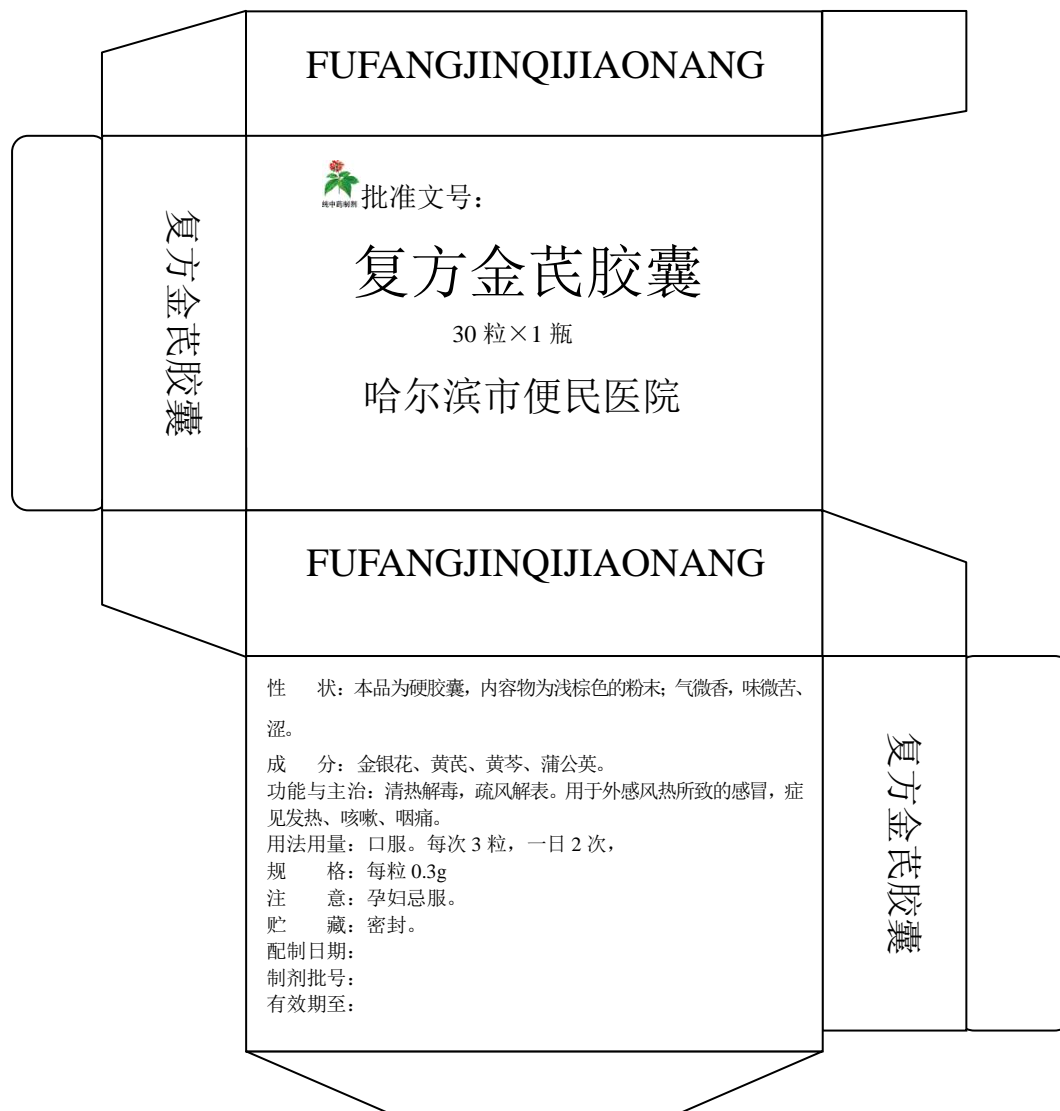 FUFANGJINQIJIAONANG
纯中药制剂
批准文号:
复方金芪胶囊
复方金芪胶囊
30 粒×1 瓶
哈尔滨市便民医院
FUFANGJINQIJIAONANG
性 状：本品为硬胶囊，内容物为浅棕色的粉末；气微香，味微苦、
涩。
成 分：金银花、黄芪、黄芩、蒲公英。
功能与主治：清热解毒，疏风解表。用于外感风热所致的感冒，症
见发热、咳嗽、咽痛。
用法用量：口服。每次 3 粒，一日 2 次，
规 格：每粒 0.3g
注 意：孕妇忌服。
贮 藏：密封。
配制日期：
制剂批号：
有效期至：
复方金芪胶囊